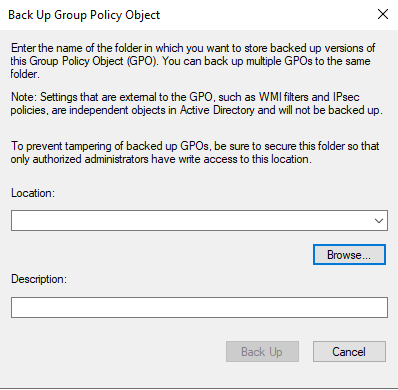 Back Up Group Policy Object
Enter the name of the folder in which you want to store backed up versions of
this Group Policy Object (GPO). You can back up multiple GPOs to the same
folder.
Note: Settings that are external to the GPO, such as WMI filters and IPsec
policies, are independent objects in Active Directory and will not be backed up.
To prevent tampering of backed up GPOs, be sure to secure this folder so that
only authorized administrators have write access to this location.
Location:
Browse...
Description:
Back Up
Cancel